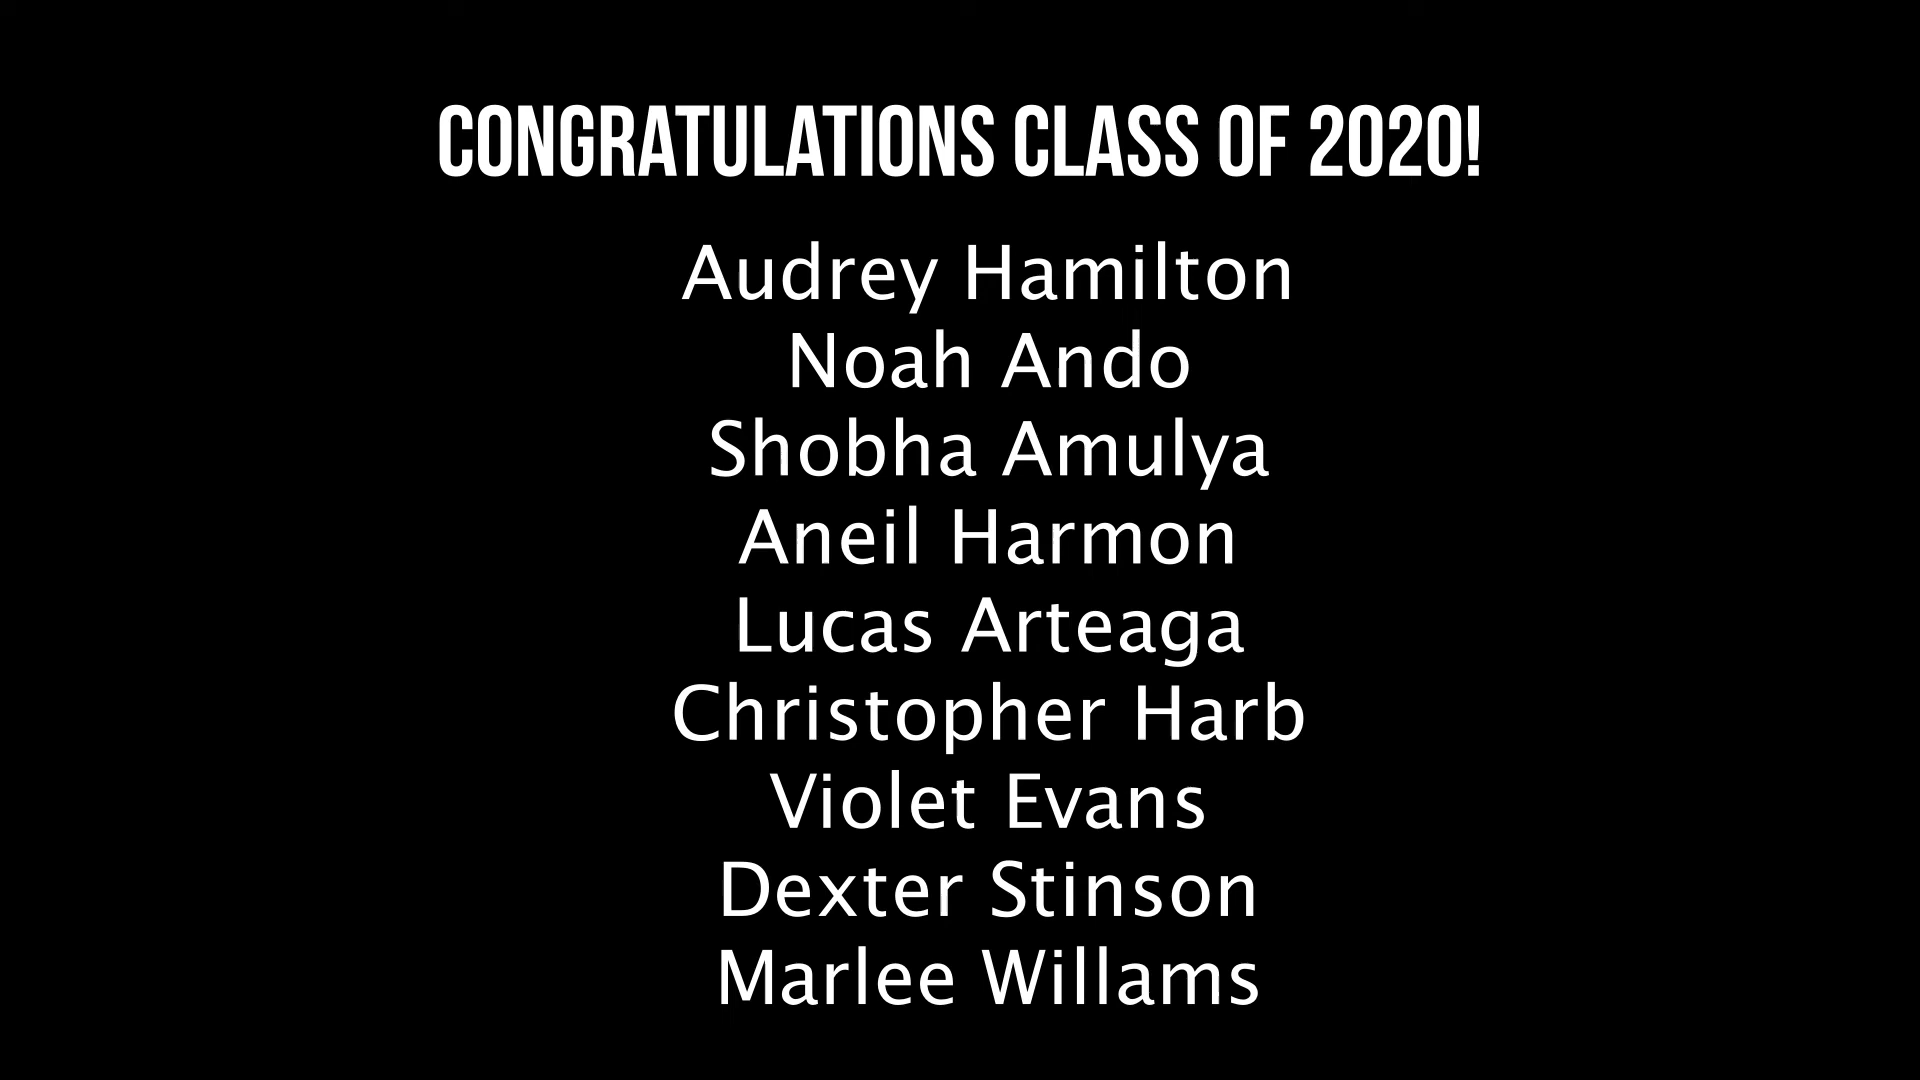 CONGRATULATIONS CLASS OF 2020!
Audrey Hamilton
Noah Ando
Shobha Amulya
Aneil Harmon
Lucas Arteaga
Christopher Harb
Violet Evans
Dexter Stinson
Marlee Willams